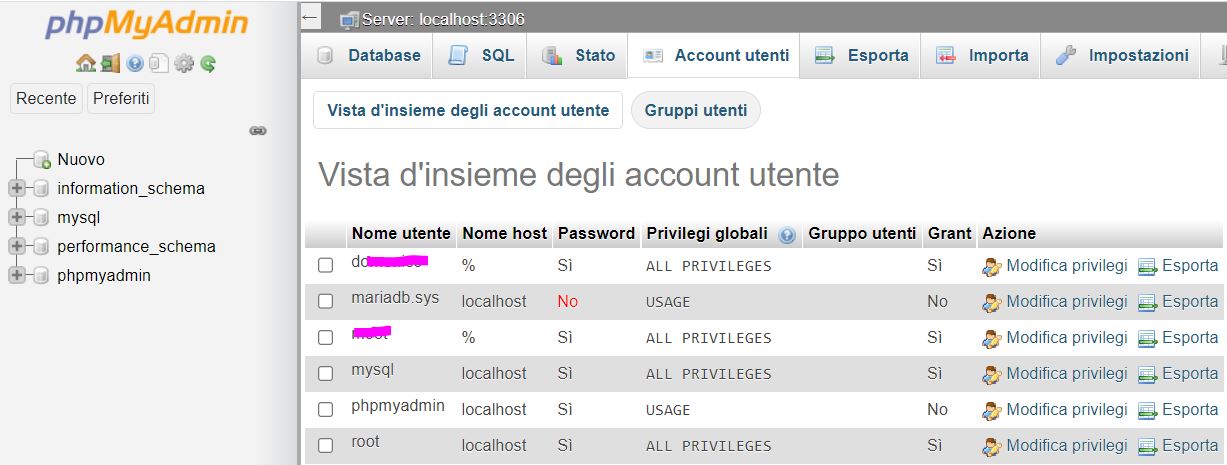 phpMyAdmin
Recente Preferiti
Nuovo
information_schema
mysql
performance_schema
phpmyadmin
Server: localhost:3306
Database SQL Stato Account utenti Esporta Importa Impostazioni
Vista d'insieme degli account utente Gruppi utenti
Vista d'insieme degli account utente
Nome utente Nome host Password Privilegi globali Gruppo utenti Grant Azione
% Sì ALL PRIVILEGES Sì Modifica privilegi Esporta
mariadb.sys localhost No USAGE No Modifica privilegi Esporta
% Sì ALL PRIVILEGES Sì Modifica privilegi Esporta
mysql localhost Sì ALL PRIVILEGES Sì Modifica privilegi Esporta
phpmyadmin localhost Sì USAGE No Modifica privilegi Esporta
root localhost Sì ALL PRIVILEGES Sì Modifica privilegi Esporta